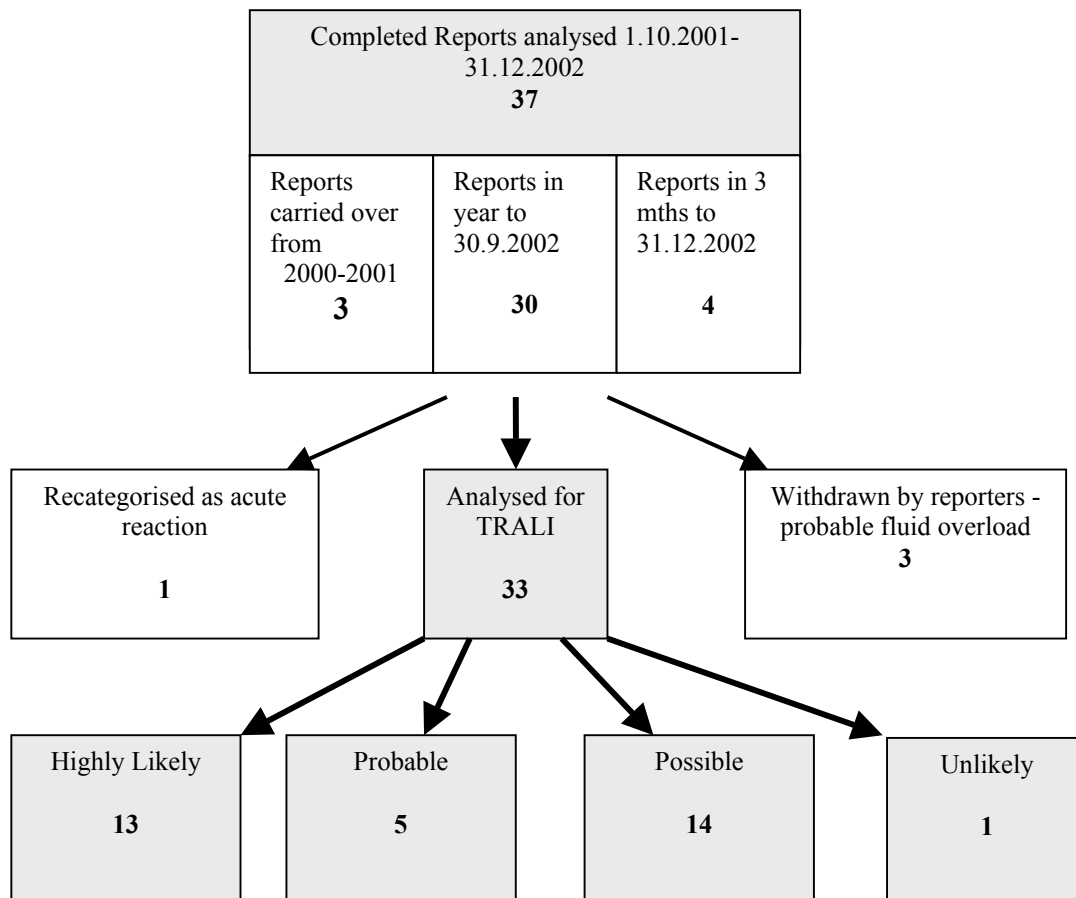 Completed Reports analysed 1.10.2001-
31.12.2002
37
Reports
carried over
from
2000-2001
3
Reports in
year to
30.9.2002
30
Reports in 3
mths to
31.12.2002
4
Recategorised as acute
reaction
1
Analysed for
TRALI
33
Withdrawn by reporters -
probable fluid overload
3
Highly Likely
13
Probable
5
Possible
14
Unlikely
1